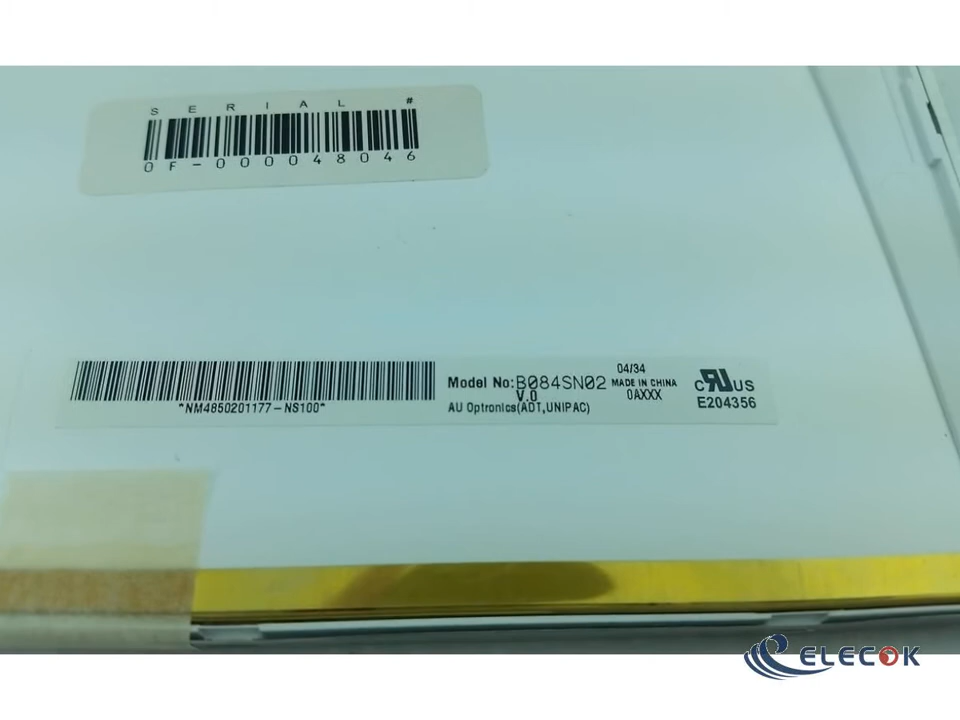 SERIAL #
0F-000048046
*NM4850201177-NS100*
Model No:B084SN02
V.0
AU Optronics(ADT,UNIPAC)
04/34
MADE IN CHINA
0AXXX
c RU US
E204356
ELECOK